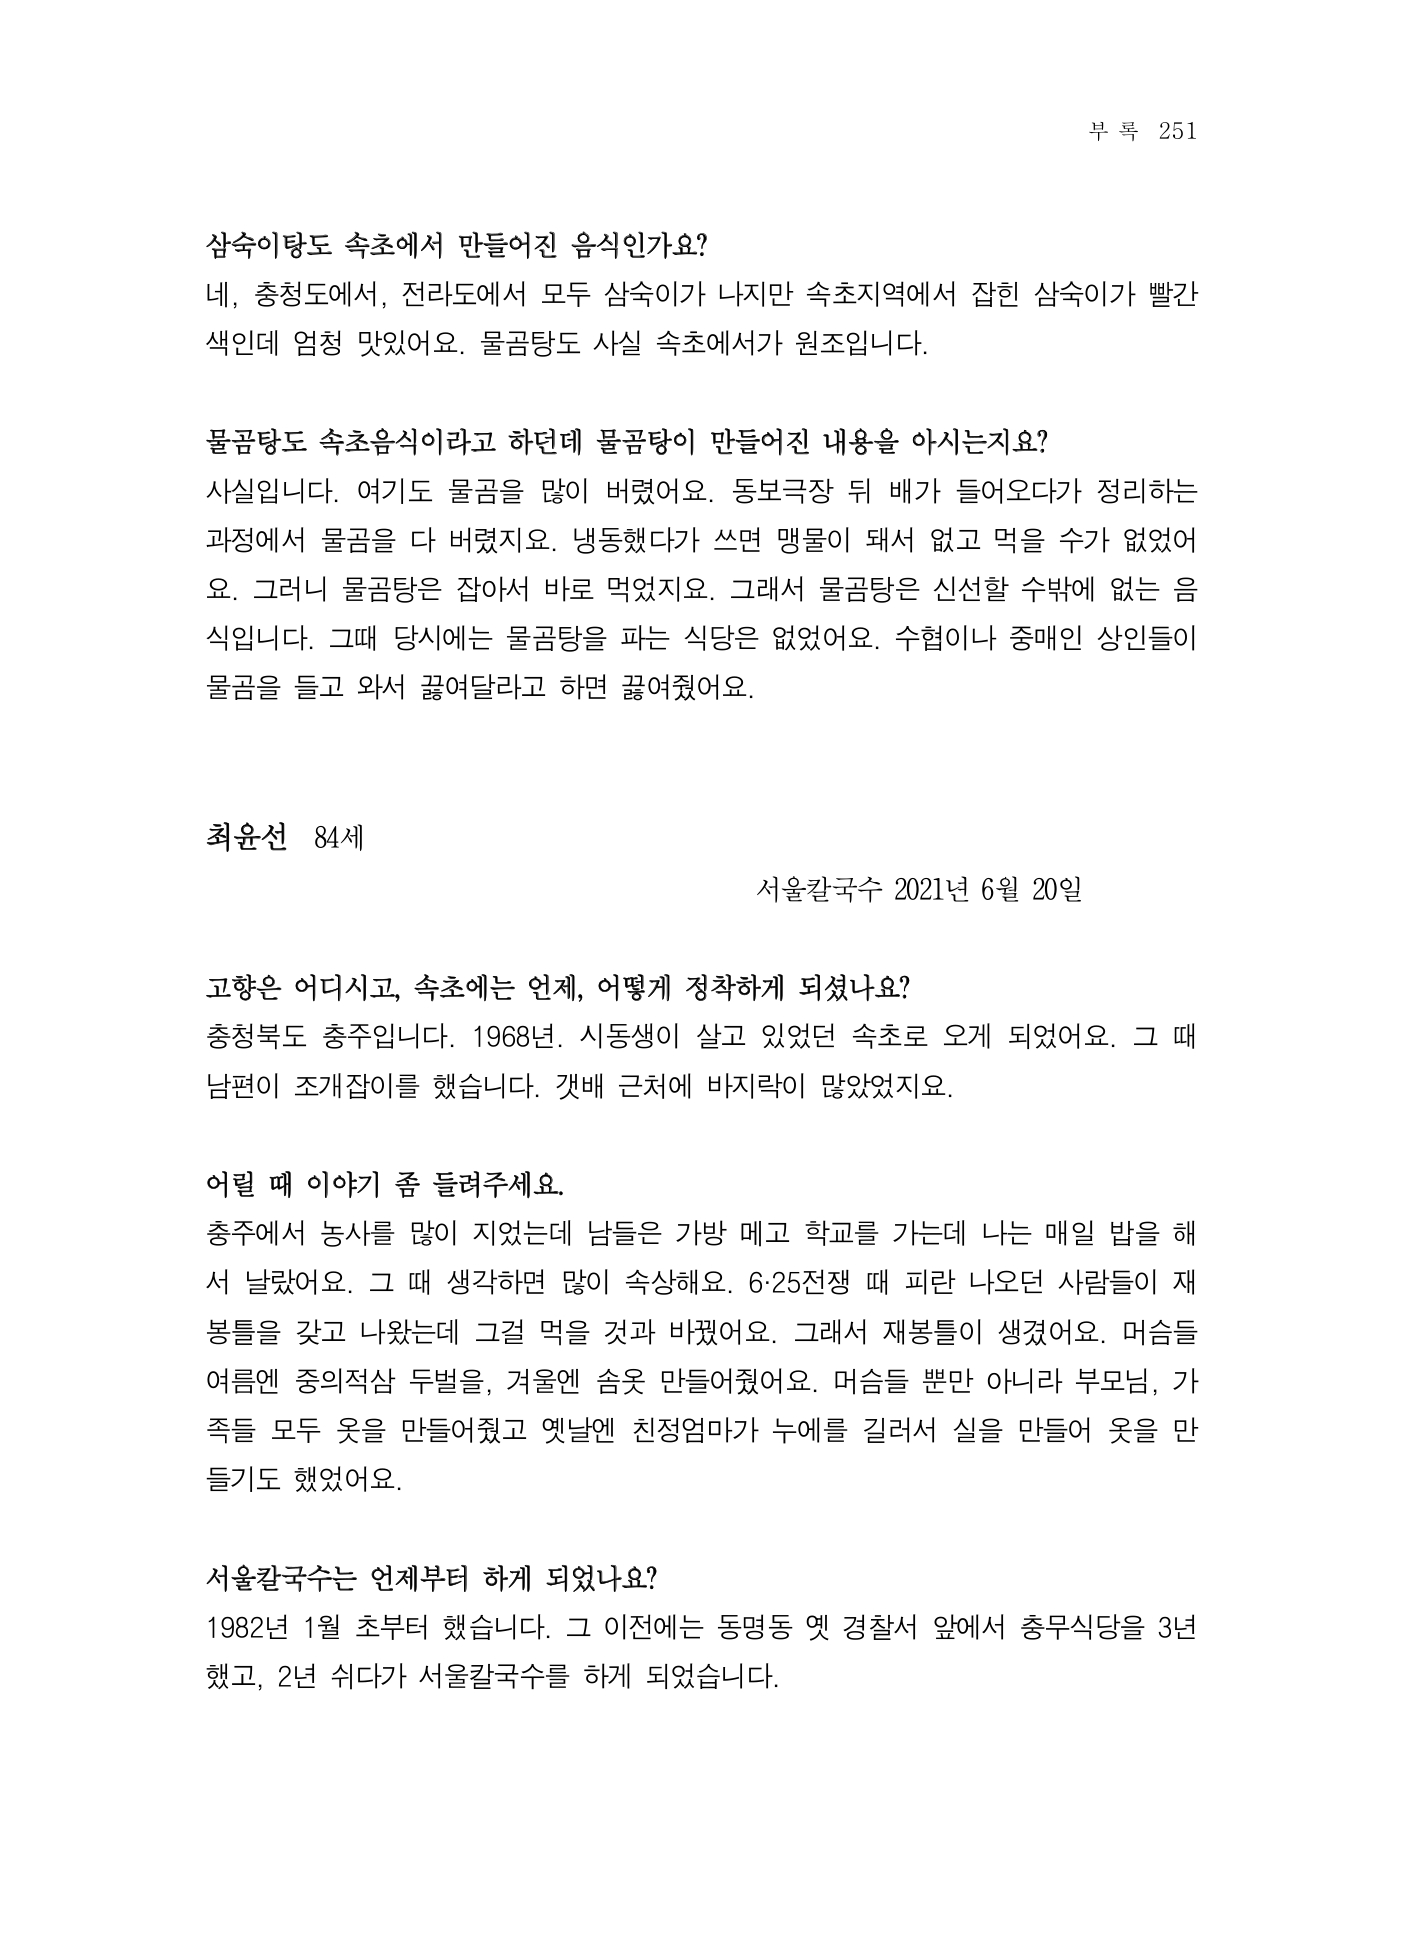 부 록 251
삼숙이탕도 속초에서 만들어진 음식인가요?
네, 충청도에서, 전라도에서 모두 삼숙이가 나지만 속초지역에서 잡힌 삼숙이가 빨간
색인데 엄청 맛있어요. 물곰탕도 사실 속초에서가 원조입니다.
물곰탕도 속초음식이라고 하던데 물곰탕이 만들어진 내용을 아시는지요?
사실입니다. 여기도 물곰을 많이 버렸어요. 동보극장 뒤 배가 들어오다가 정리하는
과정에서 물곰을 다 버렸지요. 냉동했다가 쓰면 맹물이 돼서 없고 먹을 수가 없었어
요. 그러니 물곰탕은 잡아서 바로 먹었지요. 그래서 물곰탕은 신선할 수밖에 없는 음
식입니다. 그때 당시에는 물곰탕을 파는 식당은 없었어요. 수협이나 중매인 상인들이
물곰을 들고 와서 끓여달라고 하면 끓여줬어요.
최윤선 84세
서울칼국수 2021년 6월 20일
고향은 어디시고, 속초에는 언제, 어떻게 정착하게 되셨나요?
충청북도 충주입니다. 1968년. 시동생이 살고 있었던 속초로 오게 되었어요. 그 때
남편이 조개잡이를 했습니다. 갯배 근처에 바지락이 많았었지요.
어릴 때 이야기 좀 들려주세요.
충주에서 농사를 많이 지었는데 남들은 가방 메고 학교를 가는데 나는 매일 밥을 해
서 날랐어요. 그 때 생각하면 많이 속상해요. 6·25전쟁 때 피란 나오던 사람들이 재
봉틀을 갖고 나왔는데 그걸 먹을 것과 바꿨어요. 그래서 재봉틀이 생겼어요. 머슴들
여름엔 중의적삼 두벌을, 겨울엔 솜옷 만들어줬어요. 머슴들 뿐만 아니라 부모님, 가
족들 모두 옷을 만들어줬고 옛날엔 친정엄마가 누에를 길러서 실을 만들어 옷을 만
들기도 했었어요.
서울칼국수는 언제부터 하게 되었나요?
1982년 1월 초부터 했습니다. 그 이전에는 동명동 옛 경찰서 앞에서 충무식당을 3년
했고, 2년 쉬다가 서울칼국수를 하게 되었습니다.